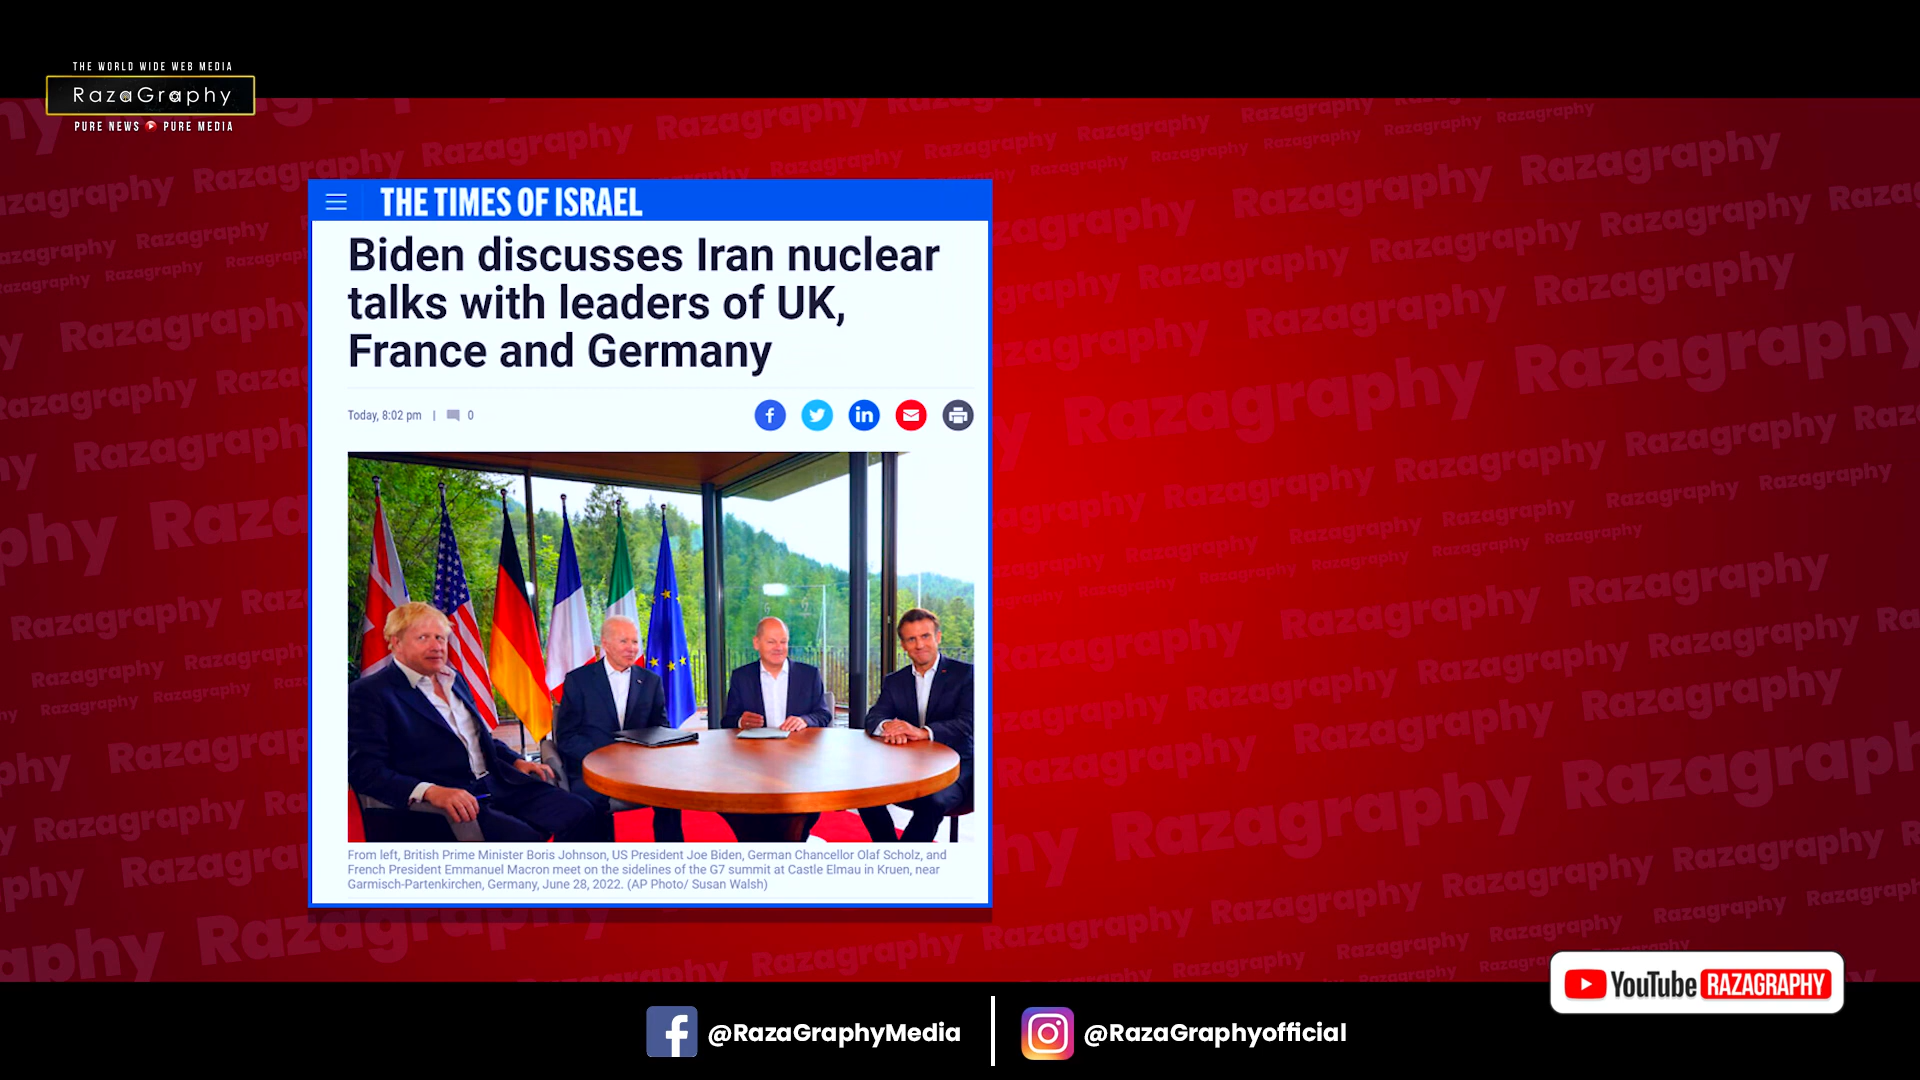 THE WORLD WIDE WEB MEDIA
RazaGraphy
PURE NEWS PURE MEDIA
THE TIMES OF ISRAEL
Biden discusses Iran nuclear
talks with leaders of UK,
France and Germany
Today, 8:02 pm | 0
From left, British Prime Minister Boris Johnson, US President Joe Biden, German Chancellor Olaf Scholz, and
French President Emmanuel Macron meet on the sidelines of the G7 summit at Castle Elmau in Kruen, near
Garmisch-Partenkirchen, Germany, June 28, 2022. (AP Photo/ Susan Walsh)
YouTube RAZAGRAPHY
@RazaGraphyMedia
@RazaGraphyofficial